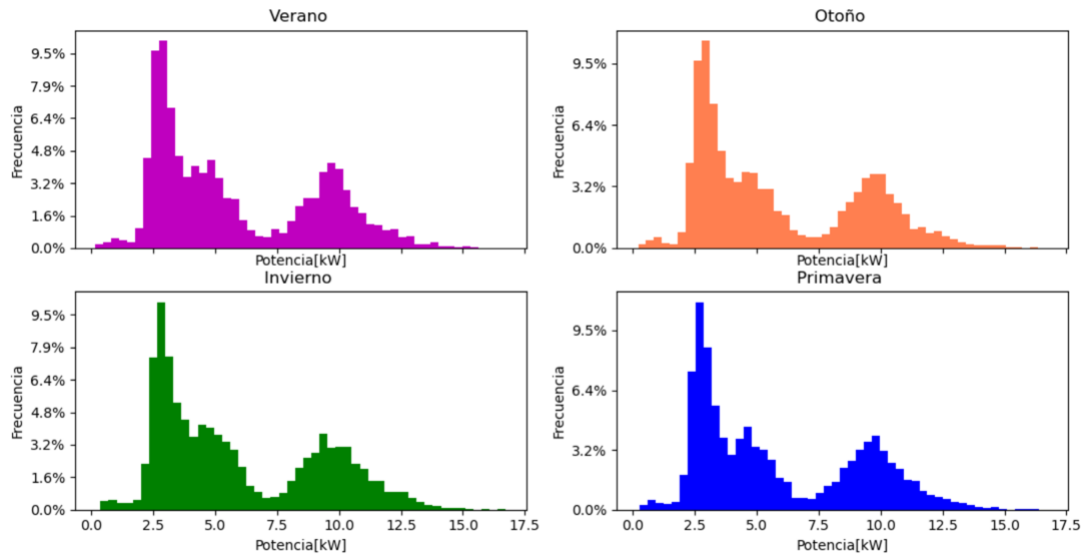 Verano
Frecuencia
9.5%
7.9%
6.4%
4.8%
3.2%
1.6%
0.0%
Potencia[kW]
Otoño
Frecuencia
9.5%
6.4%
3.2%
0.0%
Potencia[kW]
Invierno
Frecuencia
9.5%
7.9%
6.4%
4.8%
3.2%
1.6%
0.0%
0.0 2.5 5.0 7.5 10.0 12.5 15.0 17.5
Potencia[kW]
Primavera
Frecuencia
9.5%
6.4%
3.2%
0.0%
0.0 2.5 5.0 7.5 10.0 12.5 15.0 17.5
Potencia[kW]